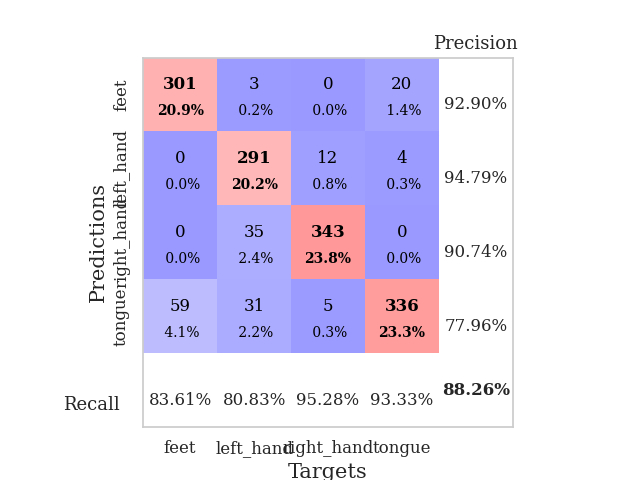 Precision
feet 301 3 0 20 92.90%
20.9% 0.2% 0.0% 1.4%
left_hand 0 291 12 4 94.79%
0.0% 20.2% 0.8% 0.3%
right_hand 0 35 343 0 90.74%
0.0% 2.4% 23.8% 0.0%
tongue 59 31 5 336 77.96%
4.1% 2.2% 0.3% 23.3%
Predictions
Recall 83.61% 80.83% 95.28% 93.33% 88.26%
feet left_hand right_hand tongue
Targets